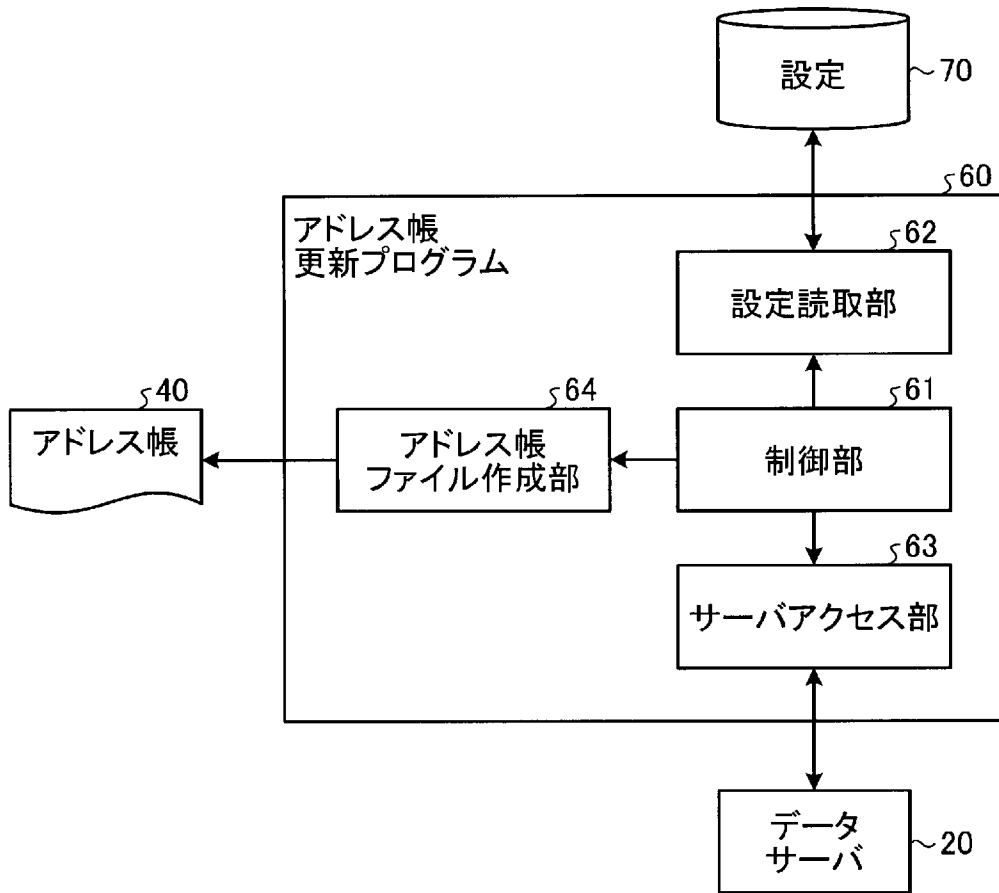 設定
70
60
アドレス帳
更新プログラム
62
設定読取部
40
アドレス帳
64
アドレス帳
ファイル作成部
61
制御部
63
サーバアクセス部
データ
サーバ
20